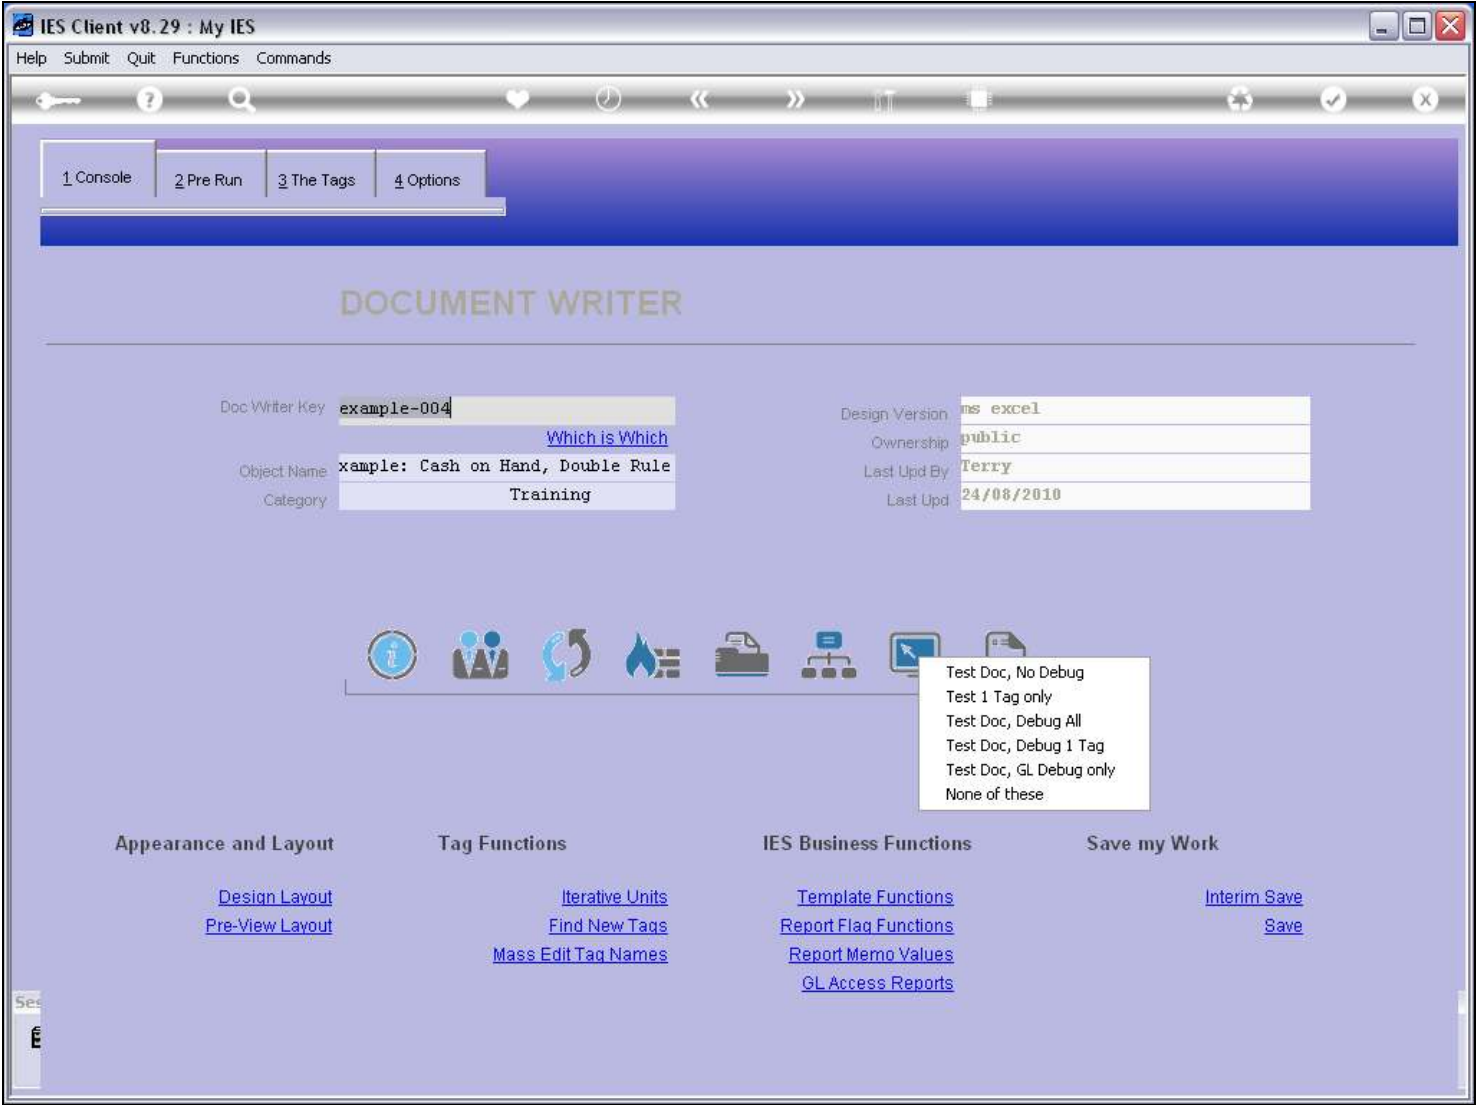 IES Client v8.29 : My IES
Help Submit Quit Functions Commands
1 Console 2 Pre Run 3 The Tags 4 Options
DOCUMENT WRITER
Doc Writer Key example-004
Which is Which
Object Name xample: Cash on Hand, Double Rule
Category Training
Design Version ms excel
Ownership public
Last Upd By Terry
Last Upd 24/08/2010
Test Doc, No Debug
Test 1 Tag only
Test Doc, Debug All
Test Doc, Debug 1 Tag
Test Doc, GL Debug only
None of these
Appearance and Layout
Design Layout
Pre-View Layout
Tag Functions
Iterative Units
Find New Tags
Mass Edit Tag Names
IES Business Functions
Template Functions
Report Flag Functions
Report Memo Values
GL Access Reports
Save my Work
Interim Save
Save
Ses